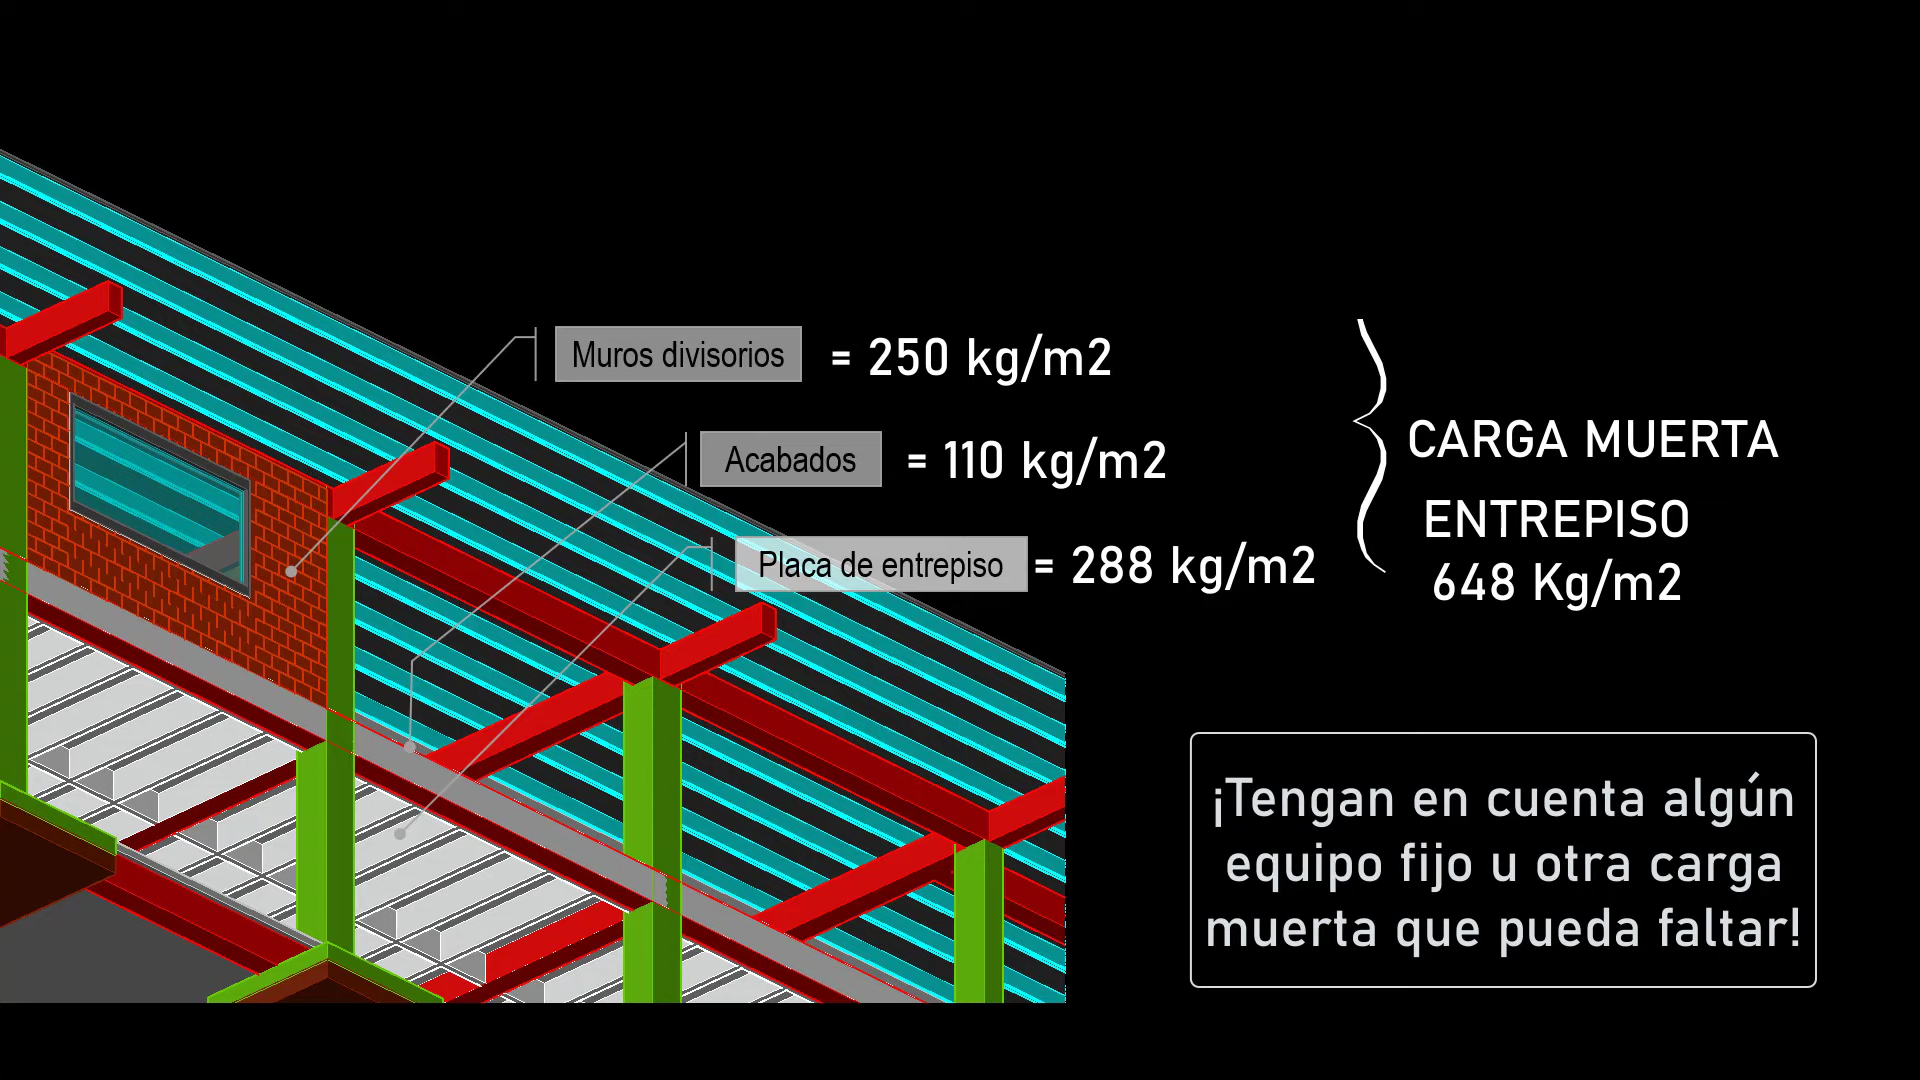 Muros divisorios = 250 kg/m2
Acabados = 110 kg/m2
Placa de entrepiso = 288 kg/m2
CARGA MUERTA
ENTREPISO
648 Kg/m2
¡Tengan en cuenta algún
equipo fijo u otra carga
muerta que pueda faltar!